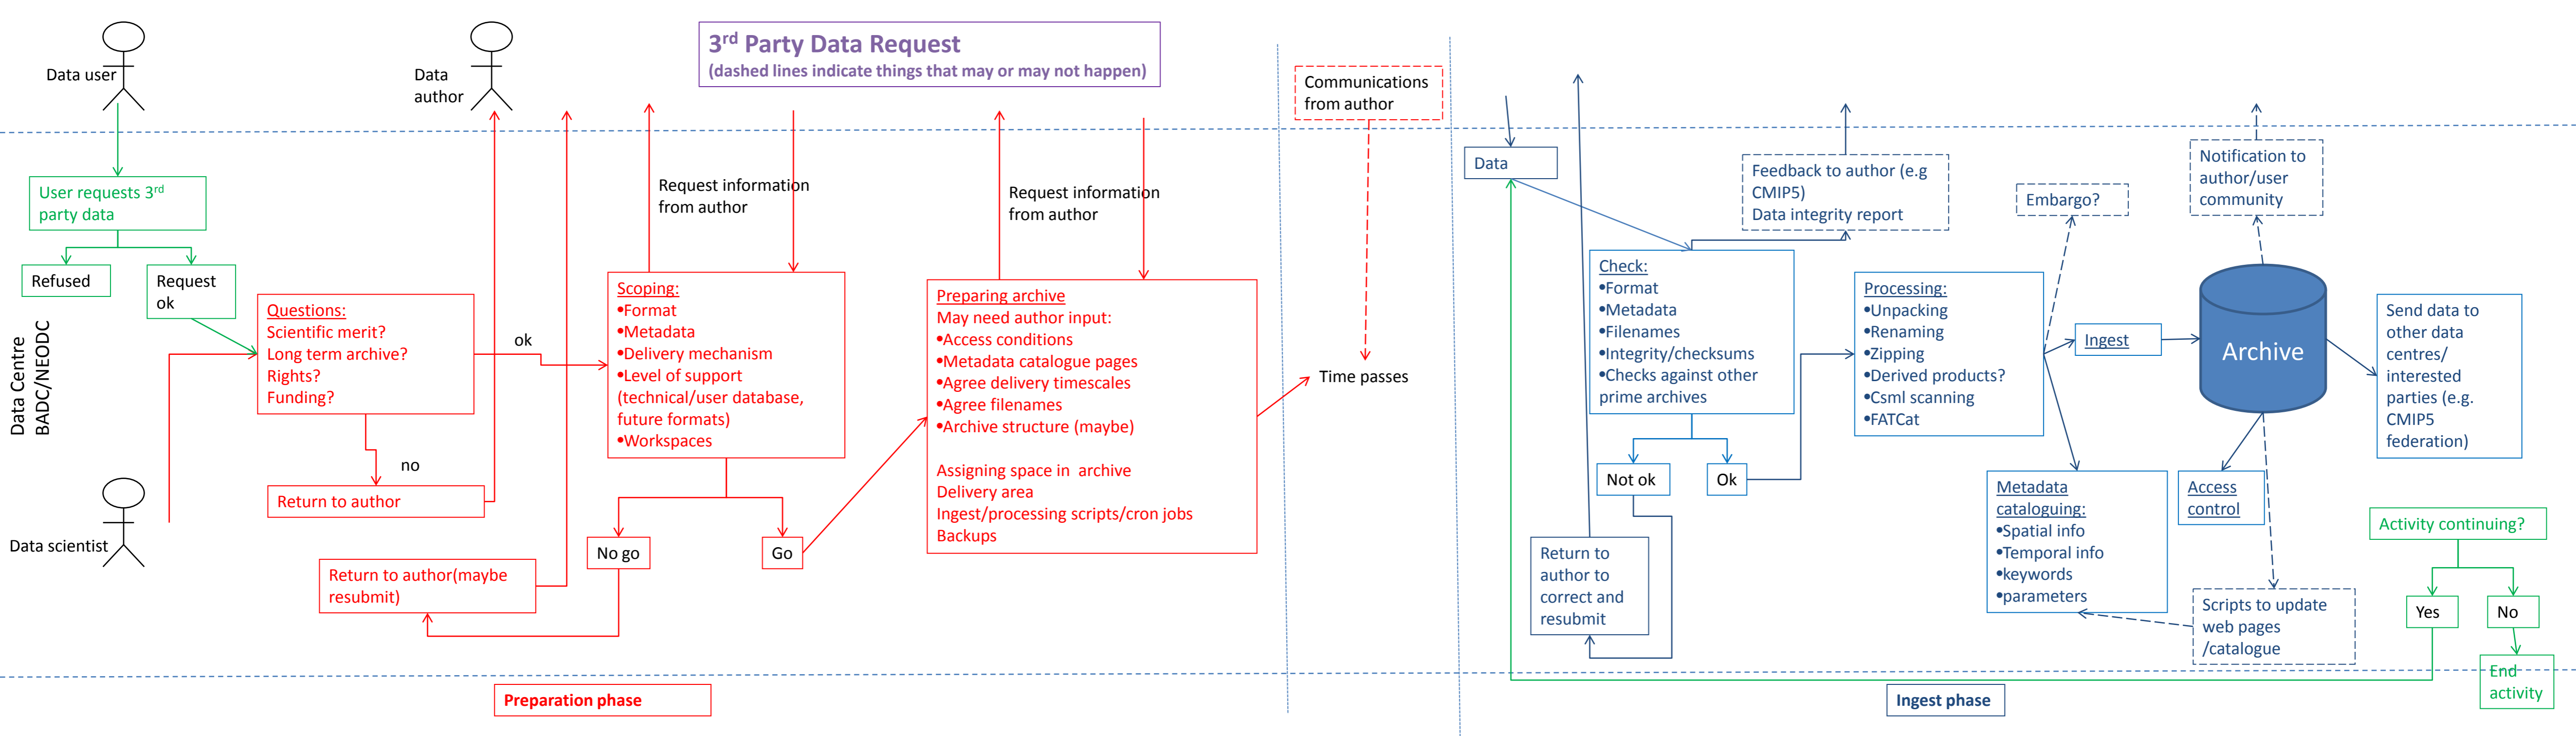 3rd Party Data Request
(dashed lines indicate things that may or may not happen)
Data user
Data
author
User requests 3rd
party data
Refused
Request
ok
Data Centre
BADC/NEODC
Data scientist
Questions:
Scientific merit?
Long term archive?
Rights?
Funding?
ok
no
Return to author
Return to author(maybe
resubmit)
Request information
from author
Scoping:
•Format
•Metadata
•Delivery mechanism
•Level of support
(technical/user database,
future formats)
•Workspaces
No go
Go
Request information
from author
Preparing archive
May need author input:
•Access conditions
•Metadata catalogue pages
•Agree delivery timescales
•Agree filenames
•Archive structure (maybe)
Assigning space in archive
Delivery area
Ingest/processing scripts/cron jobs
Backups
Preparation phase
Communications
from author
Time passes
Data
Check:
•Format
•Metadata
•Filenames
•Integrity/checksums
•Checks against other
prime archives
Not ok
Ok
Return to
author to
correct and
resubmit
Feedback to author (e.g
CMIP5)
Data integrity report
Processing:
•Unpacking
•Renaming
•Zipping
•Derived products?
•Csml scanning
•FATCat
Embargo?
Ingest
Metadata
cataloguing:
•Spatial info
•Temporal info
•keywords
•parameters
Notification to
author/user
community
Archive
Access
control
Scripts to update
web pages
/catalogue
Send data to
other data
centres/
interested
parties (e.g.
CMIP5
federation)
Activity continuing?
Yes
No
End
activity
Ingest phase